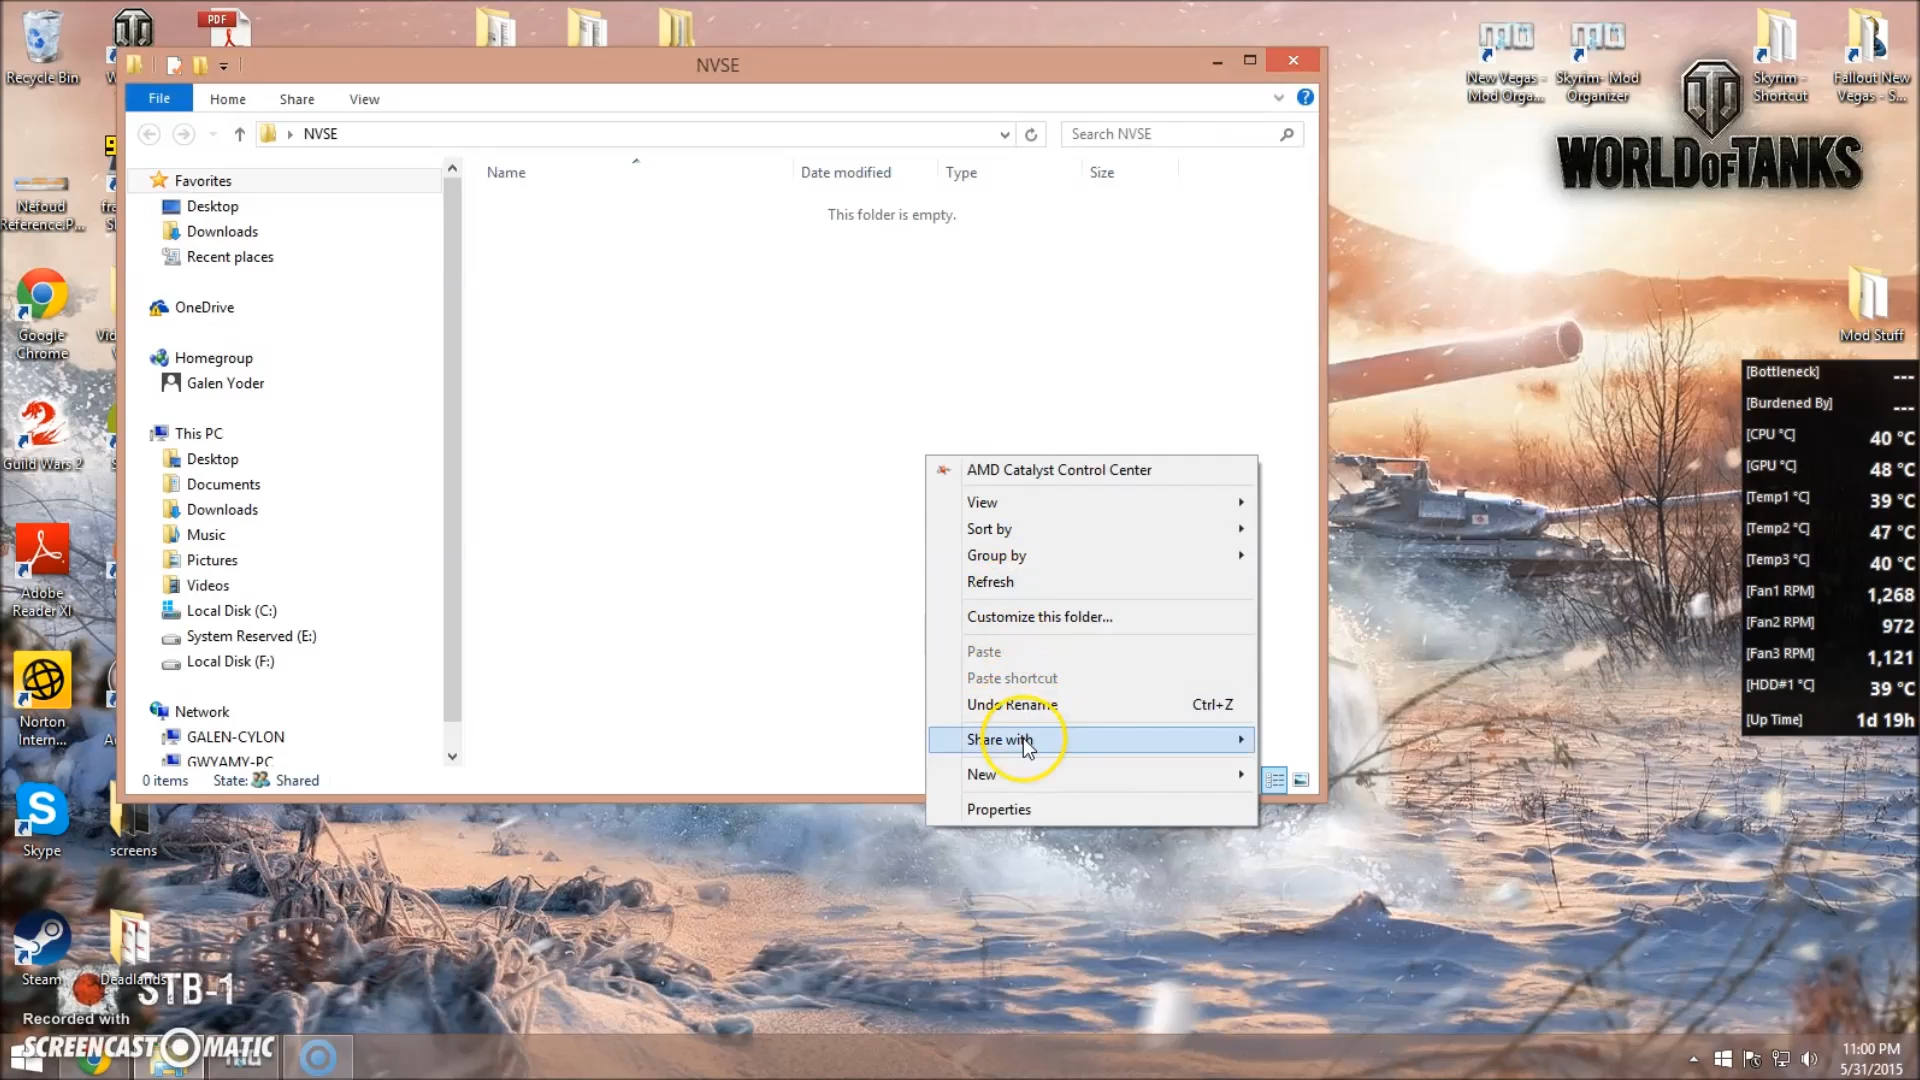 Recycle Bin
PDF
NVSE
File
Home
Share
View
NVSE
Search NVSE
Name
Date modified
Type
Size
This folder is empty.
Favorites
Desktop
Downloads
Recent places
OneDrive
Homegroup
Galen Yoder
This PC
Desktop
Documents
Downloads
Music
Pictures
Videos
Local Disk (C:)
System Reserved (E:)
Local Disk (F:)
Network
GALEN-CYLON
GWYAMY-PC
0 items
State:
Shared
AMD Catalyst Control Center
View
Sort by
Group by
Refresh
Customize this folder...
Paste
Paste shortcut
Undo Rename
Ctrl+Z
Share with
New
Properties
Nefoud
Reference.P...
Google
Chrome
Guild Wars 2
Adobe
Reader XI
Norton
Intern...
Skype
screens
Steam
Deadlands
STB-1
Recorded with
SCREENCAST-O-MATIC
New Vegas -
Mod Orga...
Skyrim- Mod
Organizer
Skyrim -
Shortcut
Fallout New
Vegas - S...
WORLD OF TANKS
Mod Stuff
[Bottleneck] ---
[Burdened By] ---
[CPU °C] 40 °C
[GPU °C] 48 °C
[Temp1 °C] 39 °C
[Temp2 °C] 47 °C
[Temp3 °C] 40 °C
[Fan1 RPM] 1,268
[Fan2 RPM] 972
[Fan3 RPM] 1,121
[HDD#1 °C] 39 °C
[Up Time] 1d 19h
11:00 PM
5/31/2015